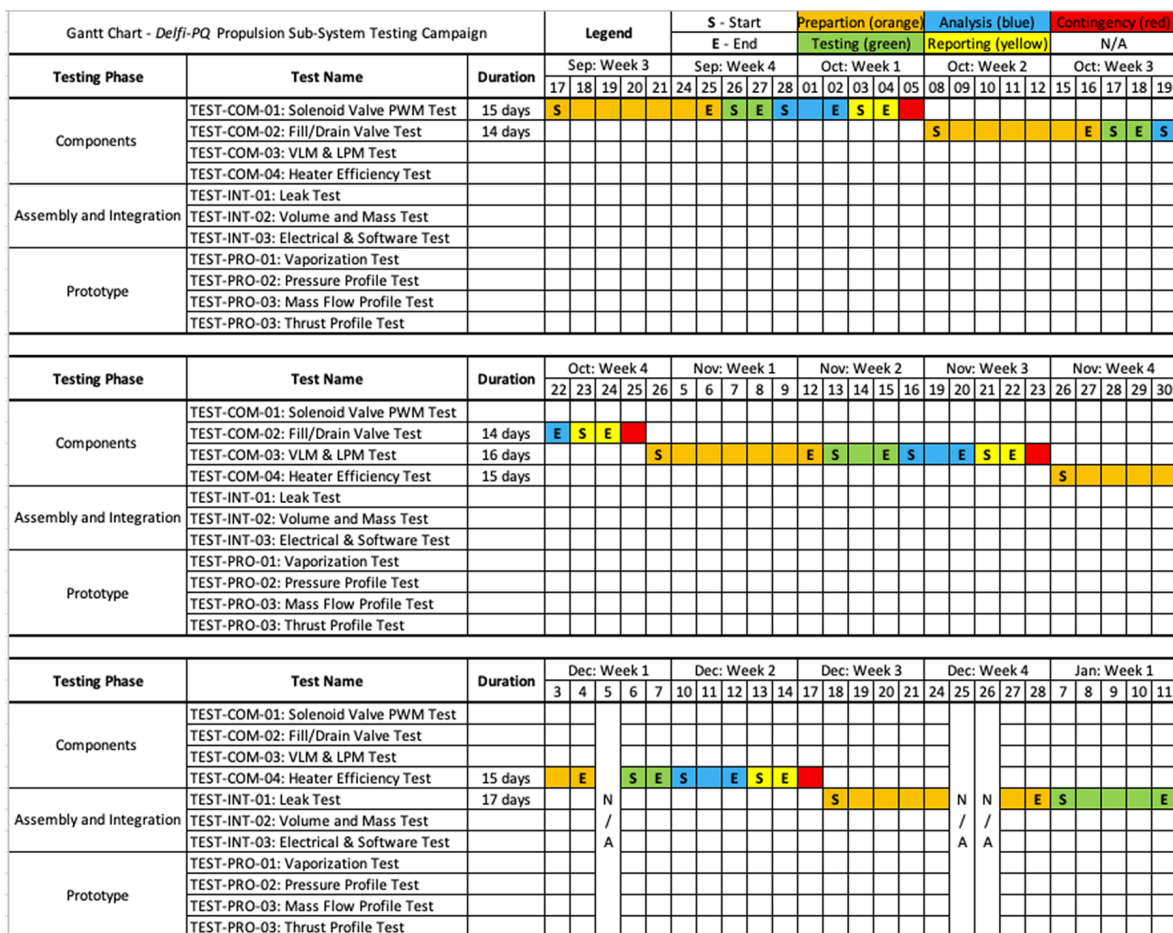 Gantt Chart - Delfi-PQ Propulsion Sub-System Testing Campaign Legend S - Start Prepartion (orange) Analysis (blue) Contingency (red)
E - End Testing (green) Reporting (yellow) N/A
Testing Phase Test Name Duration Sep: Week 3 Sep: Week 4 Oct: Week 1 Oct: Week 2 Oct: Week 3
17 18 19 20 21 24 25 26 27 28 01 02 03 04 05 08 09 10 11 12 15 16 17 18 19
Components
TEST-COM-01: Solenoid Valve PWM Test 15 days S E S E S E S E
TEST-COM-02: Fill/Drain Valve Test 14 days S E S E S
TEST-COM-03: VLM & LPM Test
TEST-COM-04: Heater Efficiency Test
Assembly and Integration
TEST-INT-01: Leak Test
TEST-INT-02: Volume and Mass Test
TEST-INT-03: Electrical & Software Test
Prototype
TEST-PRO-01: Vaporization Test
TEST-PRO-02: Pressure Profile Test
TEST-PRO-03: Mass Flow Profile Test
TEST-PRO-03: Thrust Profile Test
Testing Phase Test Name Duration Oct: Week 4 Nov: Week 1 Nov: Week 2 Nov: Week 3 Nov: Week 4
22 23 24 25 26 5 6 7 8 9 12 13 14 15 16 19 20 21 22 23 26 27 28 29 30
Components
TEST-COM-01: Solenoid Valve PWM Test
TEST-COM-02: Fill/Drain Valve Test 14 days E S E
TEST-COM-03: VLM & LPM Test 16 days S E S E S E S E
TEST-COM-04: Heater Efficiency Test 15 days S
Assembly and Integration
TEST-INT-01: Leak Test
TEST-INT-02: Volume and Mass Test
TEST-INT-03: Electrical & Software Test
Prototype
TEST-PRO-01: Vaporization Test
TEST-PRO-02: Pressure Profile Test
TEST-PRO-03: Mass Flow Profile Test
TEST-PRO-03: Thrust Profile Test
Testing Phase Test Name Duration Dec: Week 1 Dec: Week 2 Dec: Week 3 Dec: Week 4 Jan: Week 1
3 4 5 6 7 10 11 12 13 14 17 18 19 20 21 24 25 26 27 28 7 8 9 10 11
Components
TEST-COM-01: Solenoid Valve PWM Test
TEST-COM-02: Fill/Drain Valve Test
TEST-COM-03: VLM & LPM Test
TEST-COM-04: Heater Efficiency Test 15 days E S E S E S E
Assembly and Integration
TEST-INT-01: Leak Test 17 days N S N N E S E
TEST-INT-02: Volume and Mass Test / / /
TEST-INT-03: Electrical & Software Test A A A
Prototype
TEST-PRO-01: Vaporization Test
TEST-PRO-02: Pressure Profile Test
TEST-PRO-03: Mass Flow Profile Test
TEST-PRO-03: Thrust Profile Test